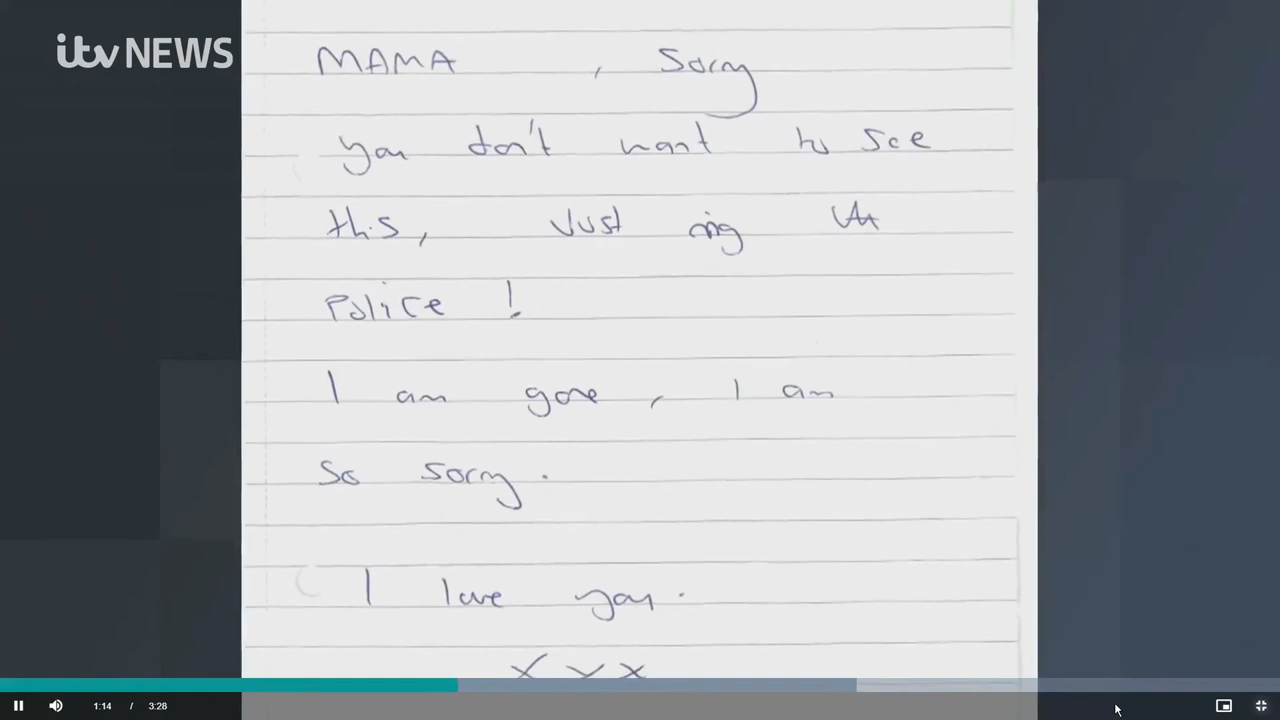 itv NEWS
MAMA , Sorry
you don't want to see
this, Just ring
Police !
I am gone, I am
so sorry.
I love you.
x x x
1:14 / 3:28